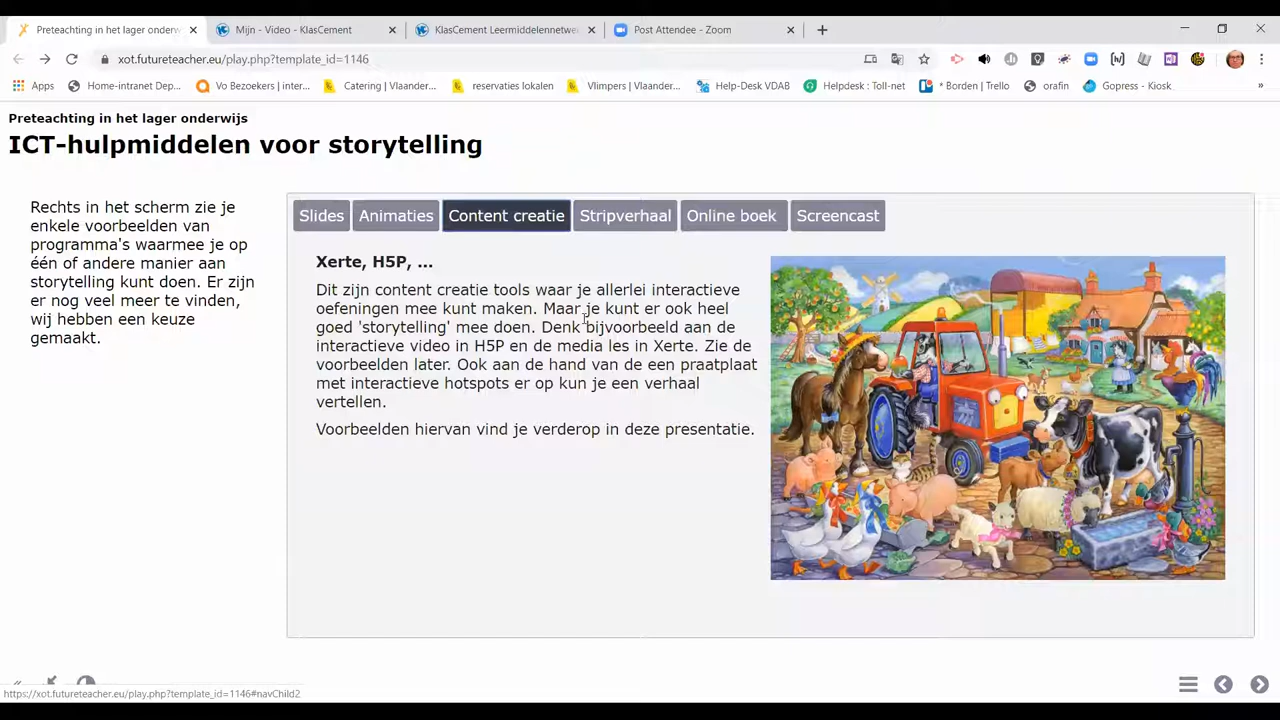 Preteaching in het lager onderw
Mijn - Video - KlasCement
KlasCement Leermiddelennetwe
Post Attendee - Zoom
xot.futureteacher.eu/play.php?template_id=1146
Apps
Home-intranet Dep...
Vo Bezoekers | inter...
Catering | Vlaander...
reservaties lokalen
Vlimpers | Vlaander...
Help-Desk VDAB
Helpdesk : Toll-net
* Borden | Trello
orafin
Gopress - Kiosk
»
Preteaching in het lager onderwijs
ICT-hulpmiddelen voor storytelling
Rechts in het scherm zie je
enkele voorbeelden van
programma's waarmee je op
één of andere manier aan
storytelling kunt doen. Er zijn
er nog veel meer te vinden,
wij hebben een keuze
gemaakt.
Slides
Animaties
Content creatie
Stripverhaal
Online boek
Screencast
Xerte, H5P, ...
Dit zijn content creatie tools waar je allerlei interactieve
oefeningen mee kunt maken. Maar je kunt er ook heel
goed 'storytelling' mee doen. Denk bijvoorbeeld aan de
interactieve video in H5P en de media les in Xerte. Zie de
voorbeelden later. Ook aan de hand van de een praatplaat
met interactieve hotspots er op kun je een verhaal
vertellen.
Voorbeelden hiervan vind je verderop in deze presentatie.
https://xot.futureteacher.eu/play.php?template_id=1146#navChild2